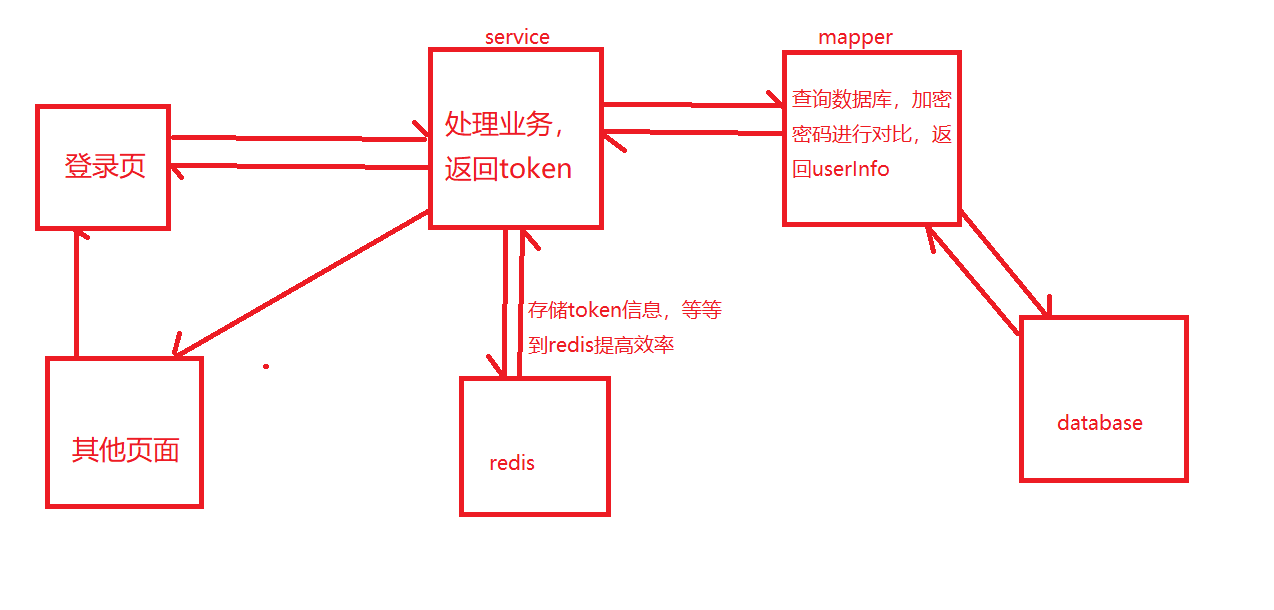 service
mapper
处理业务，
返回token
查询数据库，加密
密码进行对比，返
回userInfo
登录页
存储token信息，等等
到redis提高效率
其他页面
redis
database